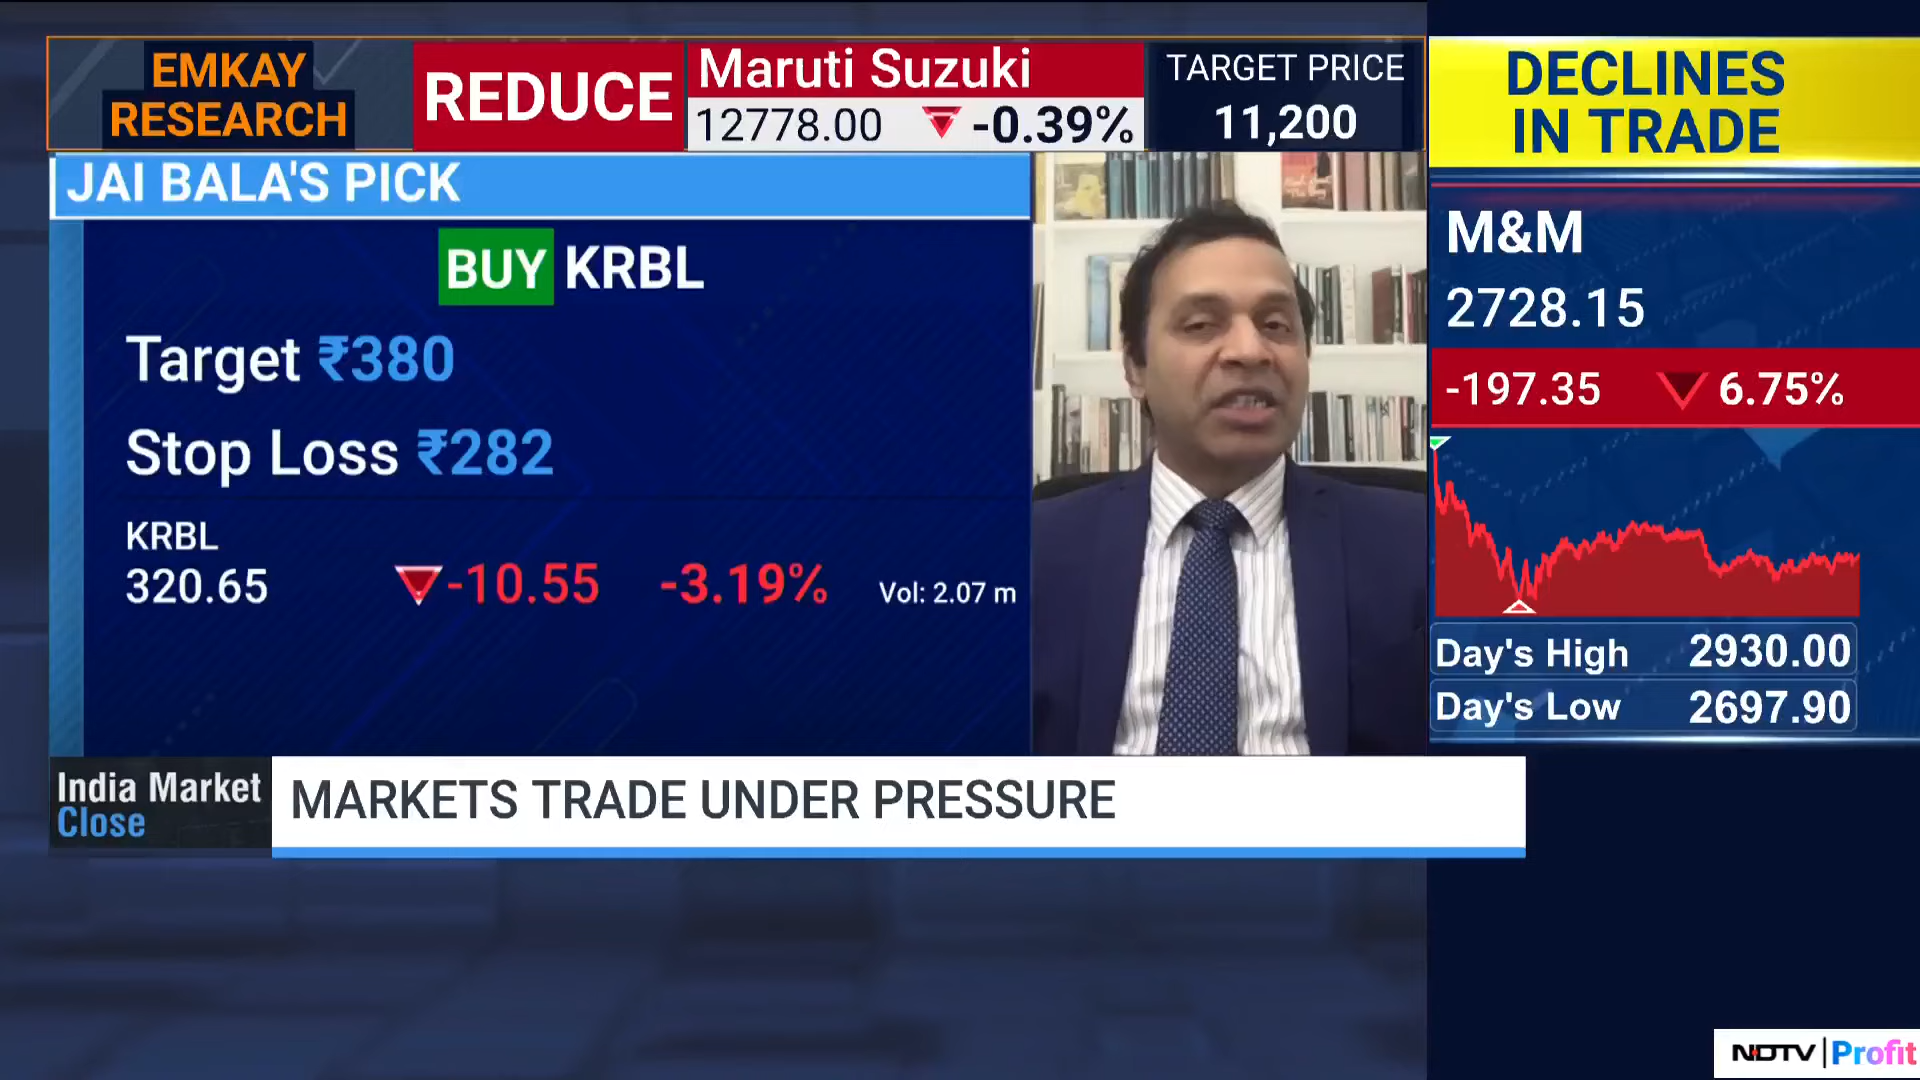 EMKAY
RESEARCH
REDUCE
Maruti Suzuki
12778.00 -0.39%
TARGET PRICE
11,200
DECLINES
IN TRADE
JAI BALA'S PICK
BUY KRBL
Target ₹380
Stop Loss ₹282
KRBL
320.65 -10.55 -3.19% Vol: 2.07 m
M&M
2728.15
-197.35 6.75%
Day's High 2930.00
Day's Low 2697.90
India Market
Close
MARKETS TRADE UNDER PRESSURE
NDTV | Profit